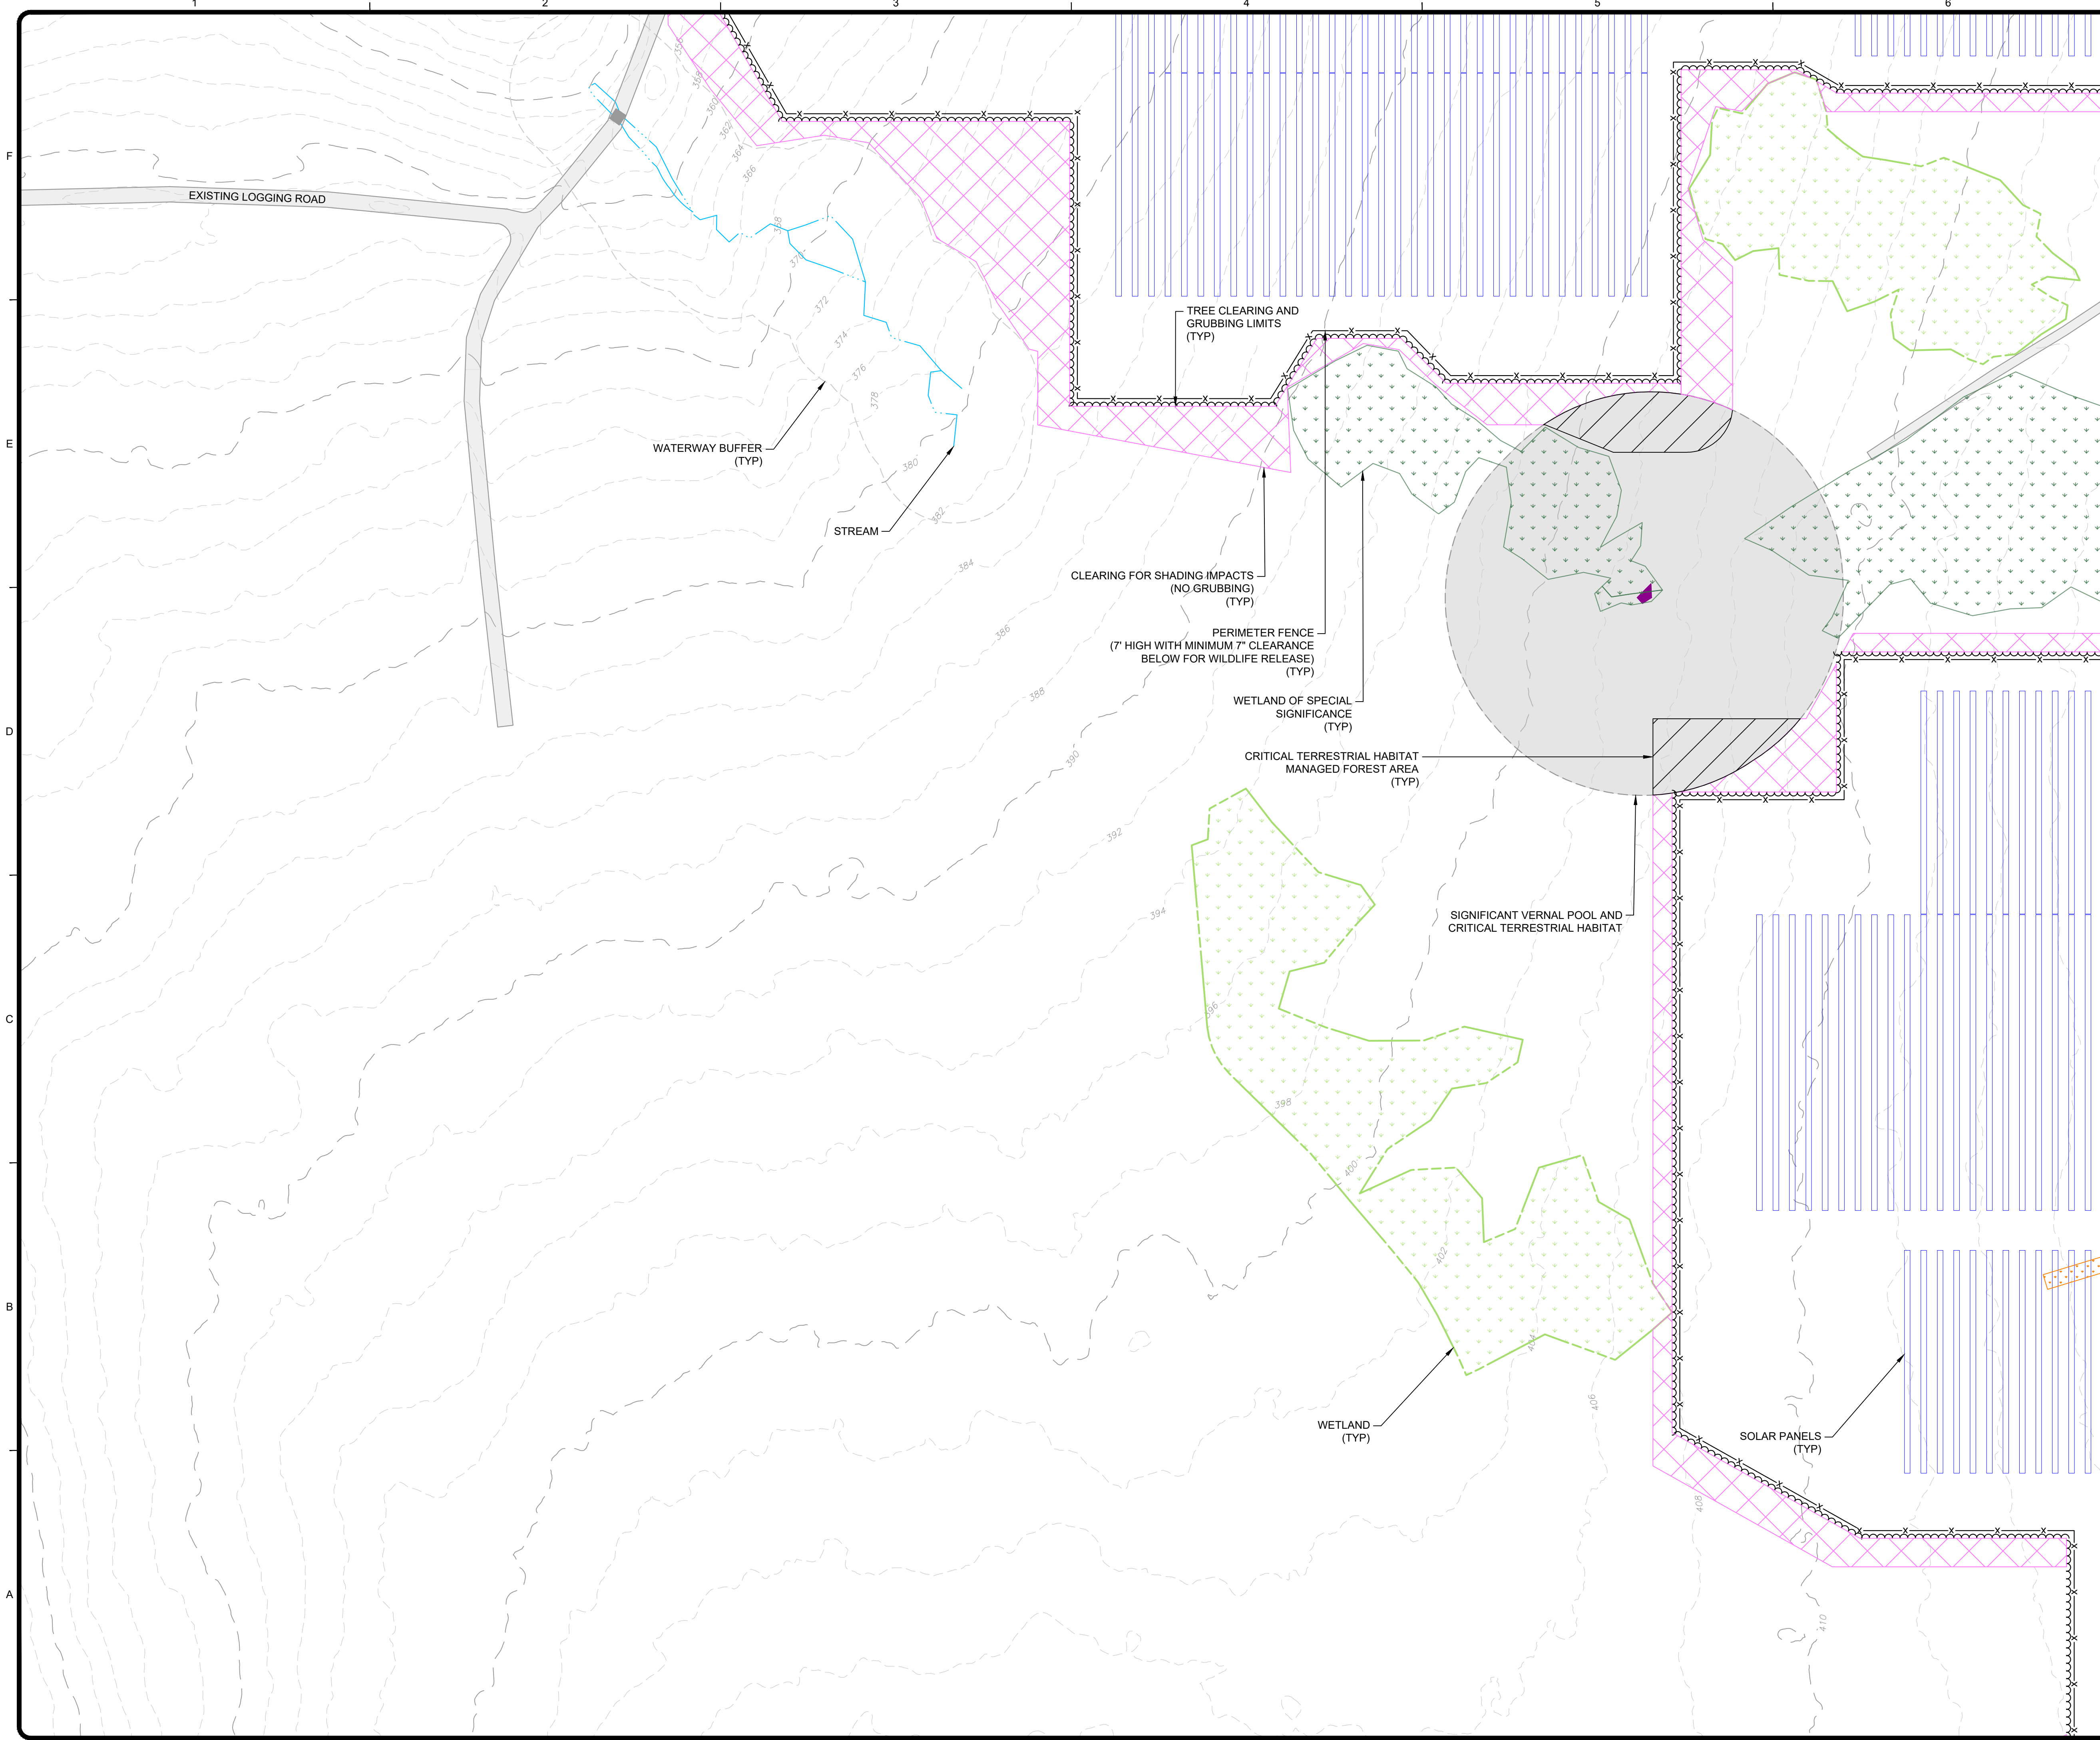 1
2
3
4
5
6
F
E
D
C
B
A
EXISTING LOGGING ROAD
356
358
360
362
364
366
368
370
372
374
376
378
380
382
384
386
388
390
392
394
396
398
400
402
404
406
408
410
TREE CLEARING AND
GRUBBING LIMITS
(TYP)
WATERWAY BUFFER
(TYP)
STREAM
CLEARING FOR SHADING IMPACTS
(NO GRUBBING)
(TYP)
PERIMETER FENCE
(7' HIGH WITH MINIMUM 7" CLEARANCE
BELOW FOR WILDLIFE RELEASE)
(TYP)
WETLAND OF SPECIAL
SIGNIFICANCE
(TYP)
CRITICAL TERRESTRIAL HABITAT
MANAGED FOREST AREA
(TYP)
SIGNIFICANT VERNAL POOL AND
CRITICAL TERRESTRIAL HABITAT
WETLAND
(TYP)
SOLAR PANELS
(TYP)